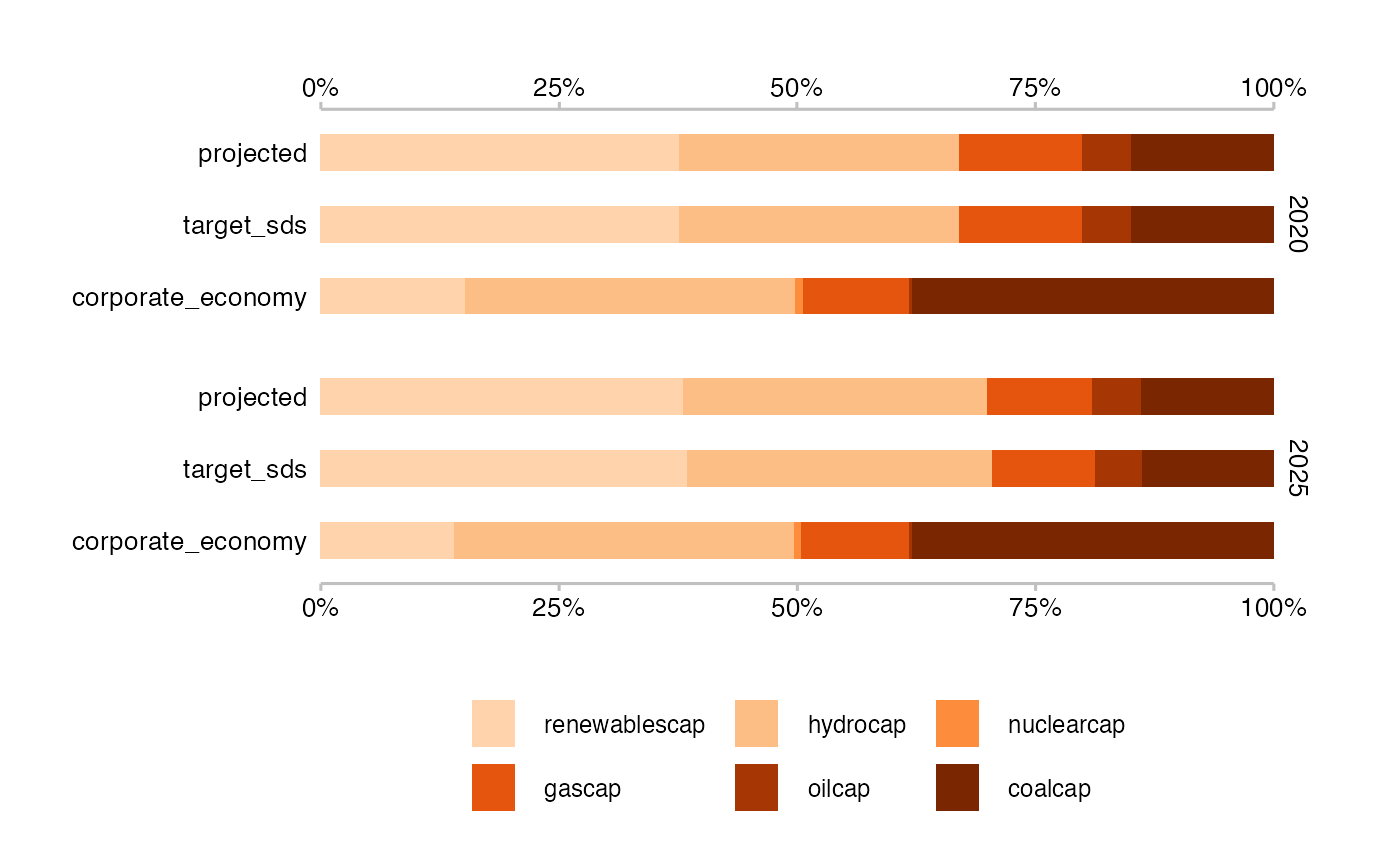 0% 25% 50% 75% 100%
projected
target_sds
corporate_economy
2020
projected
target_sds
corporate_economy
2025
0% 25% 50% 75% 100%
renewablescap hydrocap nuclearcap
gascap oilcap coalcap